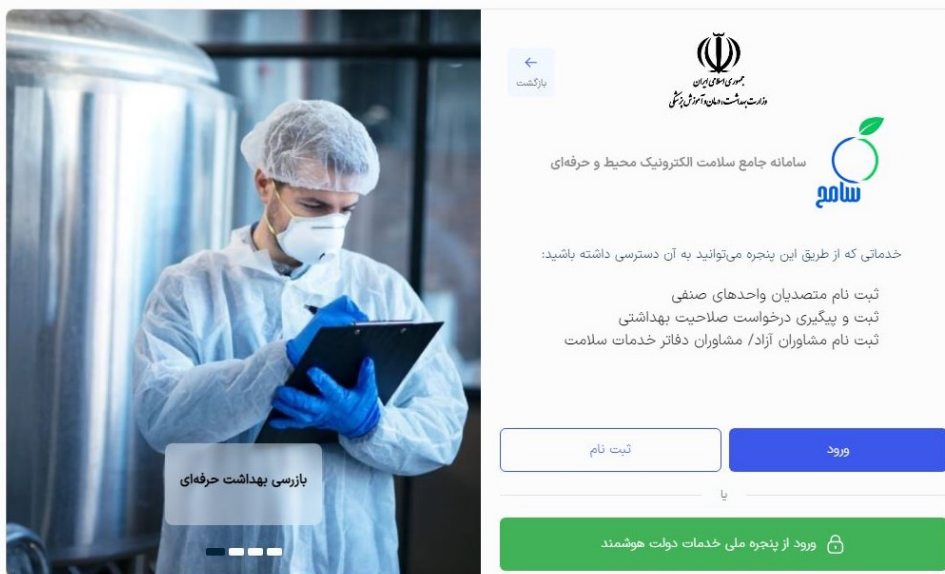 جمهوری اسلامی ایران
وزارت بهداشت، درمان و آموزش پزشکی
بازگشت
سامانه جامع سلامت الکترونیک محیط و حرفه‌ای
سامح
خدماتی که از طریق این پنجره می‌توانید به آن دسترسی داشته باشید:
ثبت نام متصدیان واحدهای صنفی
ثبت و پیگیری درخواست صلاحیت بهداشتی
ثبت نام مشاوران آزاد/ مشاوران دفاتر خدمات سلامت
ورود
ثبت نام
یا
ورود از پنجره ملی خدمات دولت هوشمند
بازرسی بهداشت حرفه‌ای